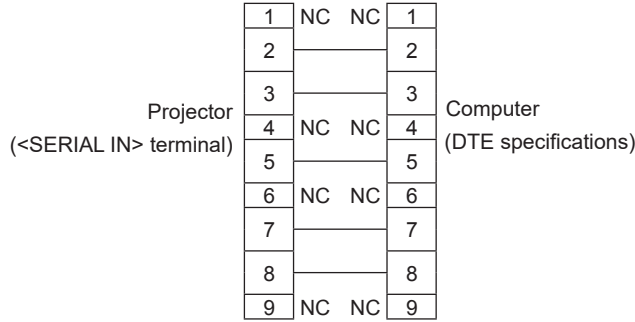 1 NC NC 1
2 2
3 3
Projector Computer
4 NC NC 4
(<SERIAL IN> terminal) (DTE specifications)
5 5
6 NC NC 6
7 7
8 8
9 NC NC 9